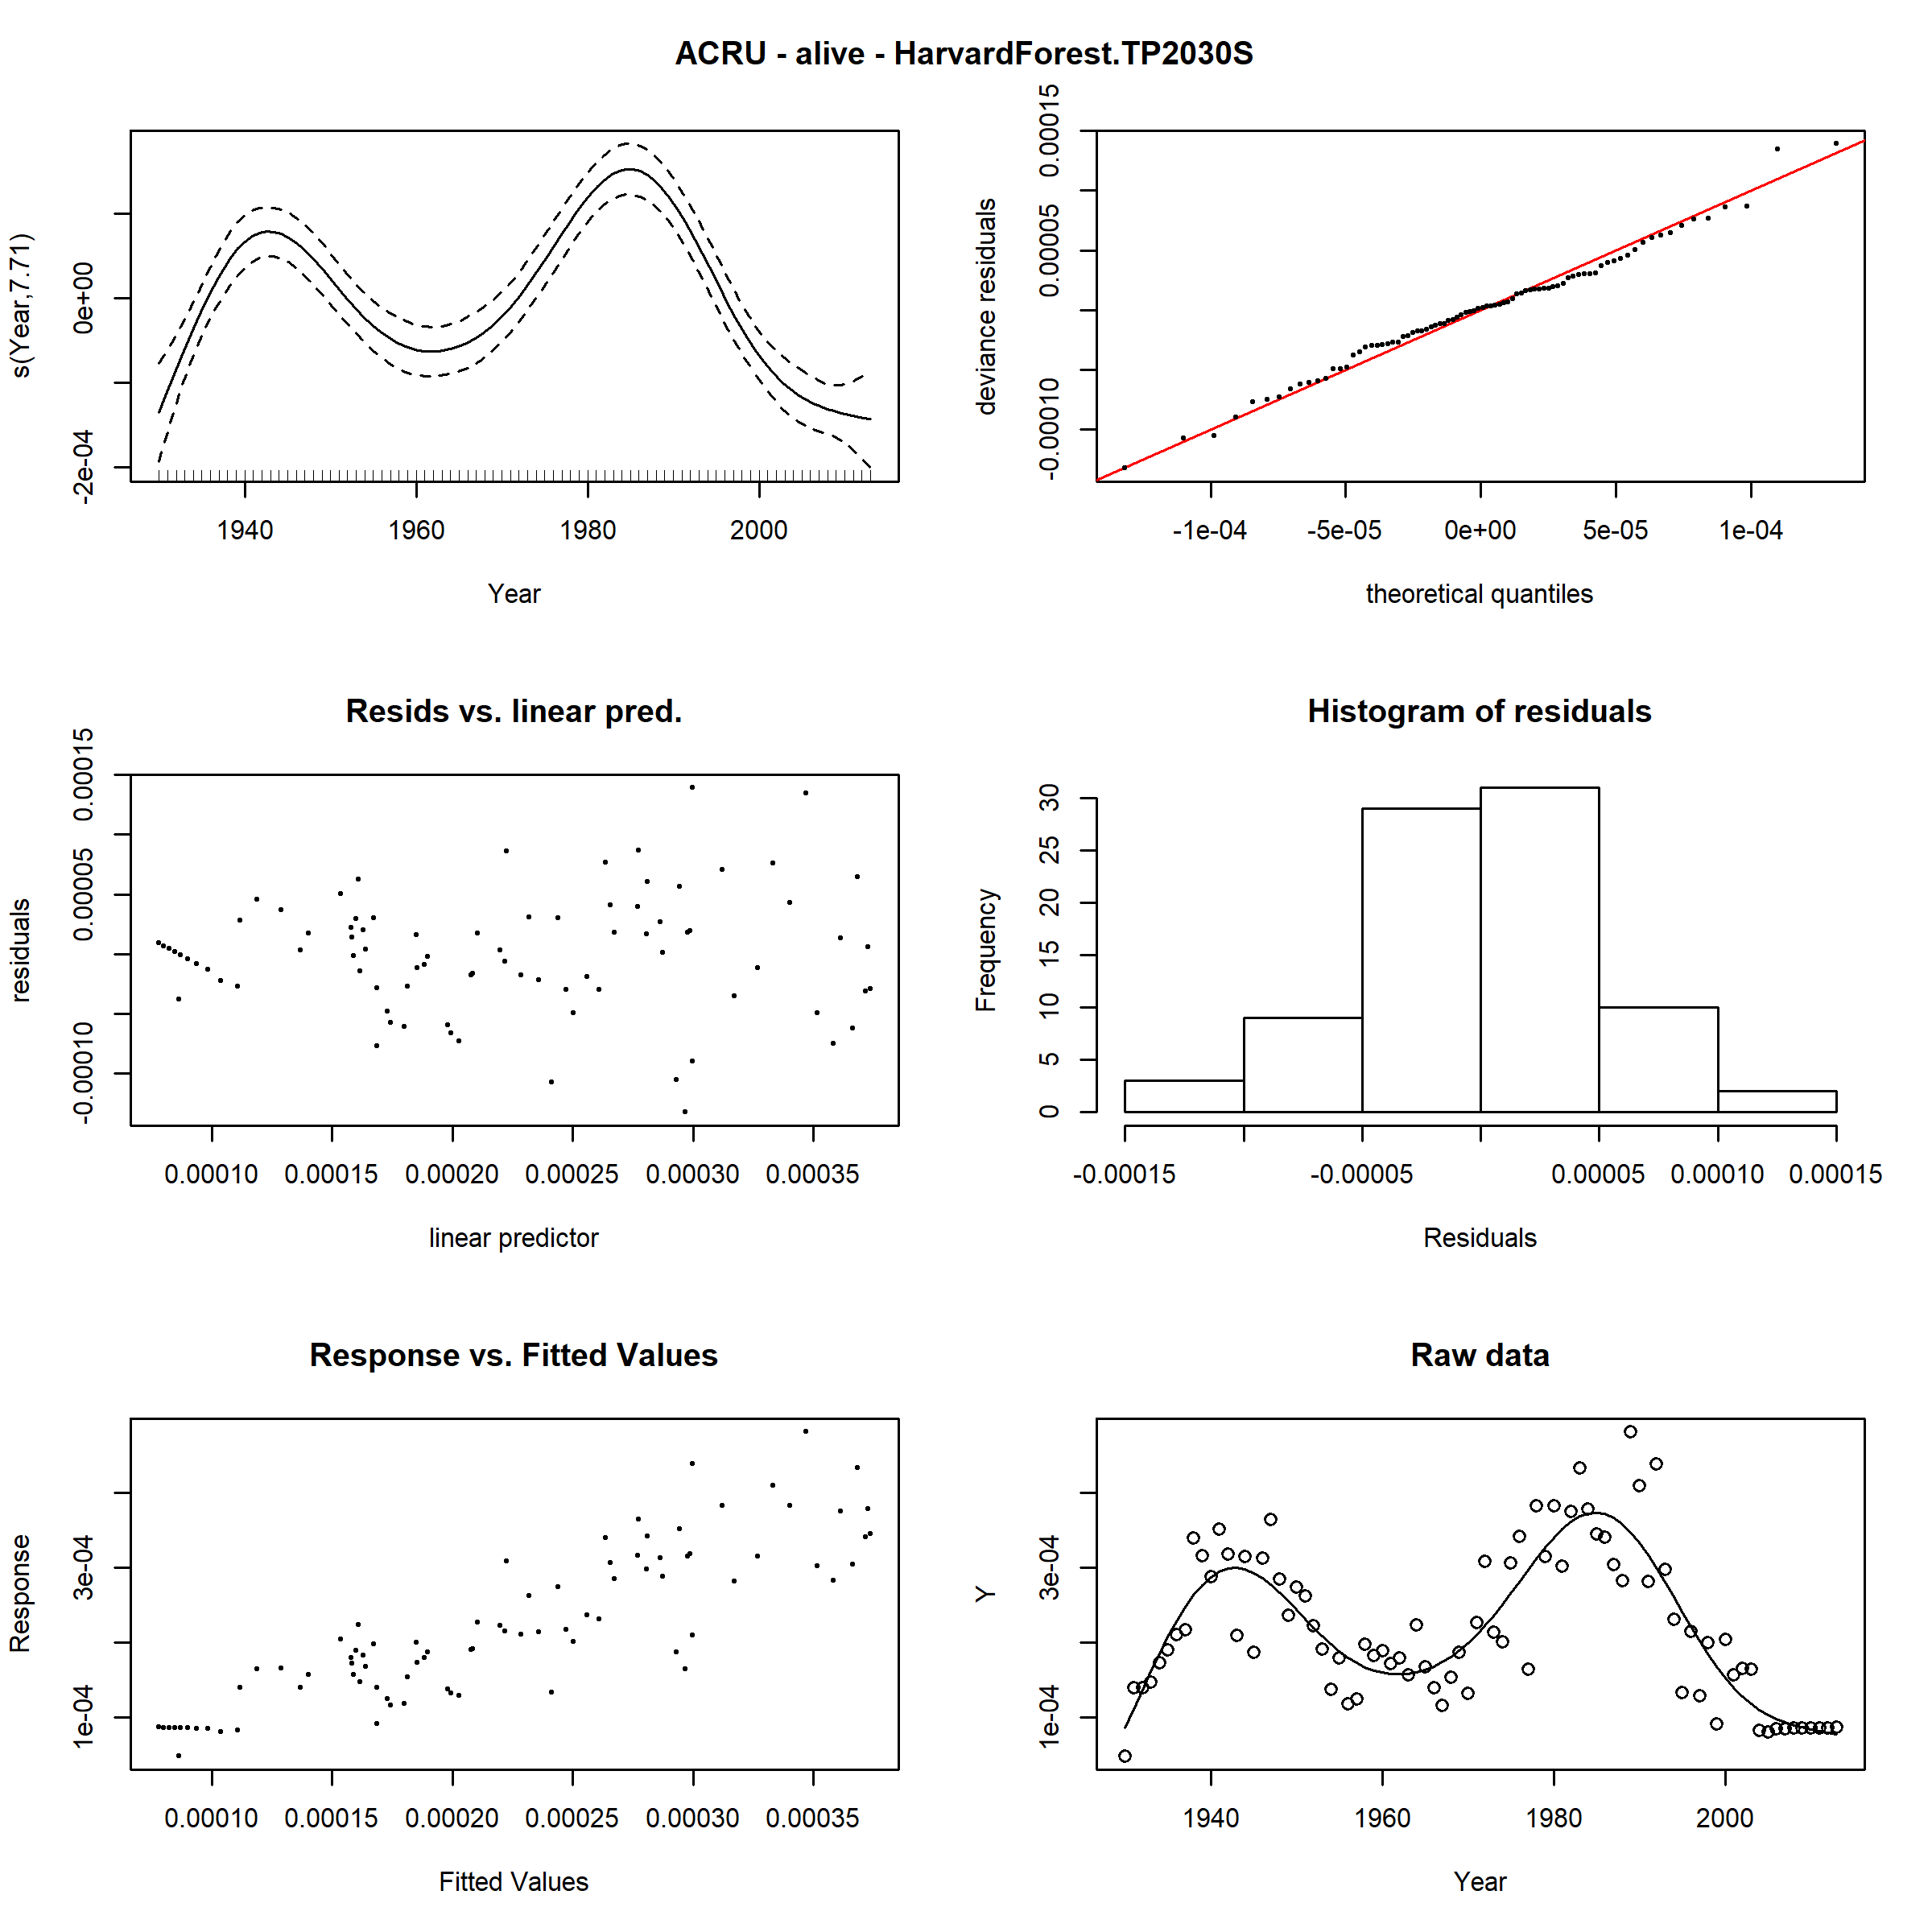 ACRU - alive - HarvardForest.TP2030S
s(Year,7.71)
-2e-04 0e+00
1940 1960 1980 2000
Year
deviance residuals
-0.00010 0.00005 0.00015
-1e-04 -5e-05 0e+00 5e-05 1e-04
theoretical quantiles
Resids vs. linear pred.
residuals
-0.00010 0.00005 0.00015
0.00010 0.00015 0.00020 0.00025 0.00030 0.00035
linear predictor
Histogram of residuals
Frequency
0 5 10 15 20 25 30
-0.00015 -0.00005 0.00005 0.00010 0.00015
Residuals
Response vs. Fitted Values
Response
1e-04 3e-04
0.00010 0.00015 0.00020 0.00025 0.00030 0.00035
Fitted Values
Raw data
Y
1e-04 3e-04
1940 1960 1980 2000
Year